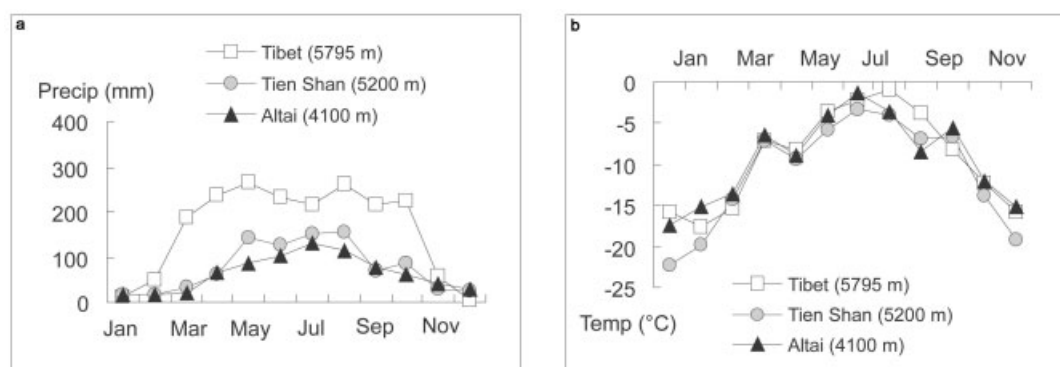 a
Tibet (5795 m)
Tien Shan (5200 m)
Altai (4100 m)
Precip (mm)
400
300
200
100
0
Jan Mar May Jul Sep Nov
b
Jan Mar May Jul Sep Nov
0
-5
-10
-15
-20
-25
Temp (°C)
Tibet (5795 m)
Tien Shan (5200 m)
Altai (4100 m)